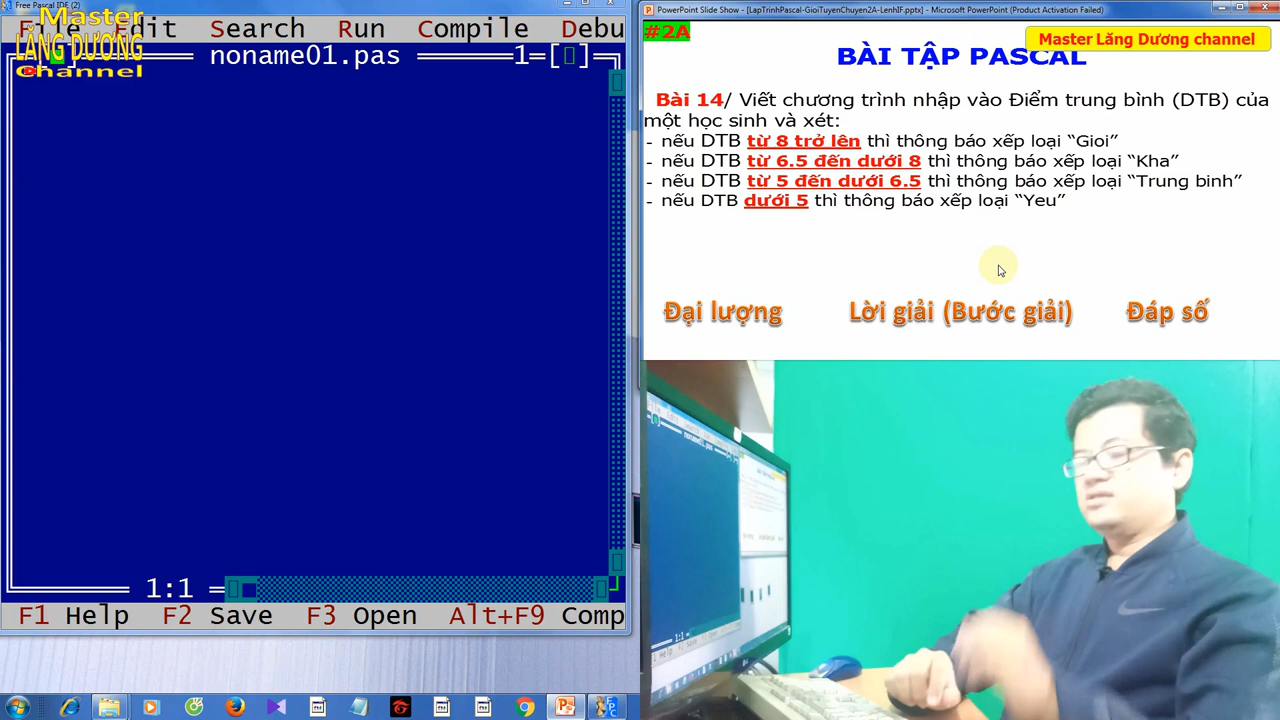 Free Pascal IDE (2)
Master
LĂNG DƯƠNG
Channel
Edit Search Run Compile Debu
noname01.pas 1
1:1
F1 Help F2 Save F3 Open Alt+F9 Comp
PowerPoint Slide Show - [LapTrinhPascal-GioiTuyenChuyen2A-LenhIF.pptx] - Microsoft PowerPoint (Product Activation Failed)
#2A
Master Lăng Dương channel
BÀI TẬP PASCAL
Bài 14/ Viết chương trình nhập vào Điểm trung bình (DTB) của
một học sinh và xét:
- nếu DTB từ 8 trở lên thì thông báo xếp loại “Gioi”
- nếu DTB từ 6.5 đến dưới 8 thì thông báo xếp loại “Kha”
- nếu DTB từ 5 đến dưới 6.5 thì thông báo xếp loại “Trung binh”
- nếu DTB dưới 5 thì thông báo xếp loại “Yeu”
Đại lượng Lời giải (Bước giải) Đáp số